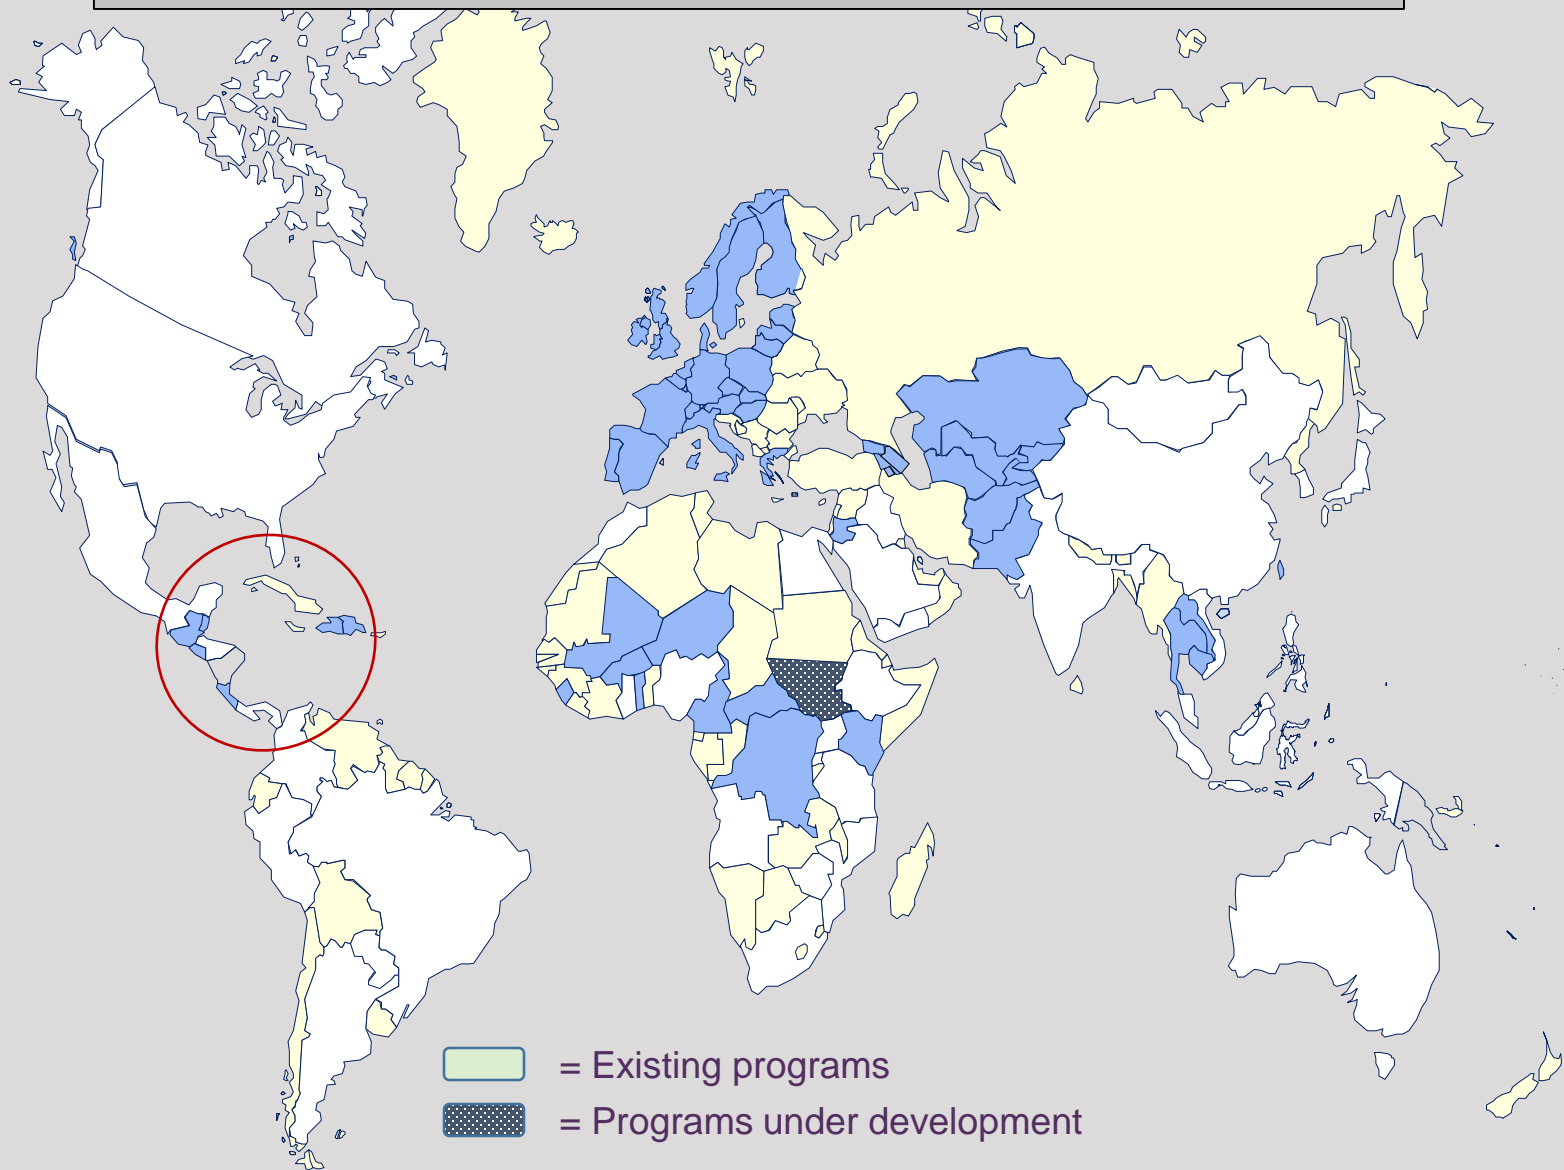 = Existing programs
= Programs under development